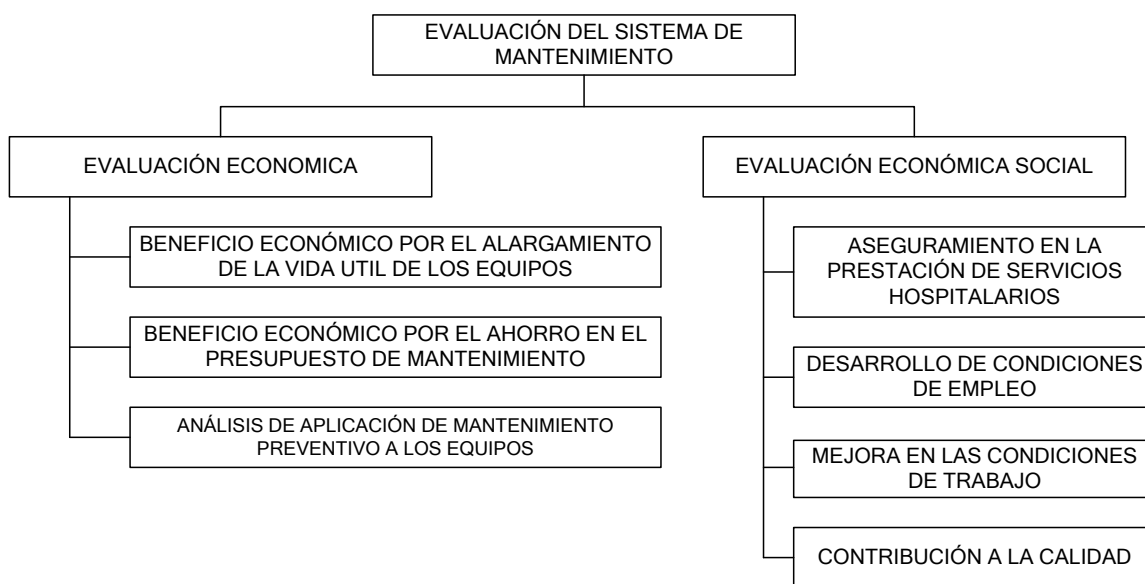 EVALUACIÓN DEL SISTEMA DE
MANTENIMIENTO
EVALUACIÓN ECONOMICA
BENEFICIO ECONÓMICO POR EL ALARGAMIENTO
DE LA VIDA UTIL DE LOS EQUIPOS
BENEFICIO ECONÓMICO POR EL AHORRO EN EL
PRESUPUESTO DE MANTENIMIENTO
ANÁLISIS DE APLICACIÓN DE MANTENIMIENTO
PREVENTIVO A LOS EQUIPOS
EVALUACIÓN ECONÓMICA SOCIAL
ASEGURAMIENTO EN LA
PRESTACIÓN DE SERVICIOS
HOSPITALARIOS
DESARROLLO DE CONDICIONES
DE EMPLEO
MEJORA EN LAS CONDICIONES
DE TRABAJO
CONTRIBUCIÓN A LA CALIDAD